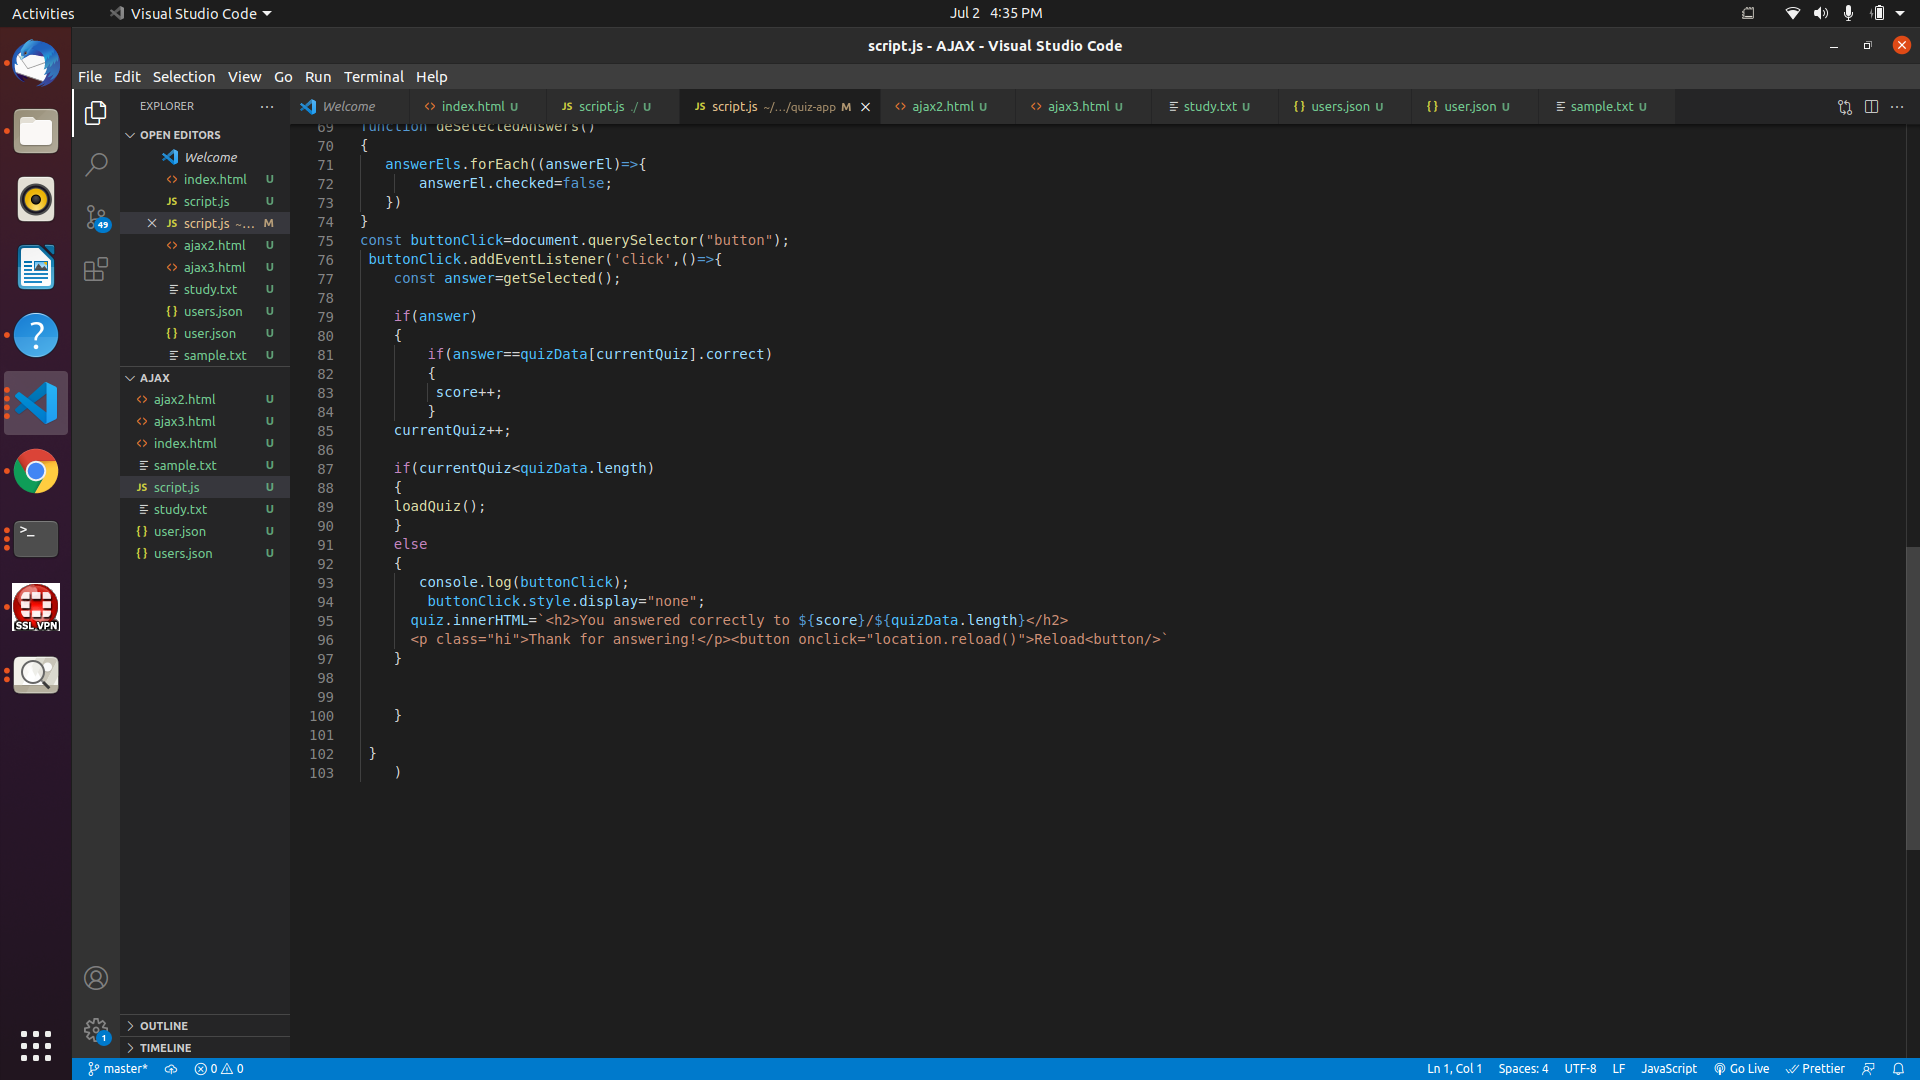 Activities
Visual Studio Code
Jul 2 4:35 PM
script.js - AJAX - Visual Studio Code
File Edit Selection View Go Run Terminal Help
EXPLORER
Welcome
index.html U
script.js ./ U
script.js ~/.../quiz-app M
ajax2.html U
ajax3.html U
study.txt U
users.json U
user.json U
sample.txt U
OPEN EDITORS
Welcome
index.html U
JS script.js U
JS script.js ~... M
ajax2.html U
ajax3.html U
study.txt U
{} users.json U
{} user.json U
sample.txt U
AJAX
ajax2.html U
ajax3.html U
index.html U
sample.txt U
JS script.js U
study.txt U
{} user.json U
{} users.json U
OUTLINE
TIMELINE
49
1
SSL VPN
69 function deSelectedAnswers()
70 {
71 answerEls.forEach((answerEl)=>{
72 answerEl.checked=false;
73 })
74 }
75 const buttonClick=document.querySelector("button");
76 buttonClick.addEventListener('click',()=>{
77 const answer=getSelected();
78
79 if(answer)
80 {
81 if(answer==quizData[currentQuiz].correct)
82 {
83 score++;
84 }
85 currentQuiz++;
86
87 if(currentQuiz<quizData.length)
88 {
89 loadQuiz();
90 }
91 else
92 {
93 console.log(buttonClick);
94 buttonClick.style.display="none";
95 quiz.innerHTML=`<h2>You answered correctly to ${score}/${quizData.length}</h2>
96 <p class="hi">Thank for answering!</p><button onclick="location.reload()">Reload<button/>`
97 }
98
99
100 }
101
102 }
103 )
master* 0 0
Ln 1, Col 1 Spaces: 4 UTF-8 LF JavaScript Go Live Prettier